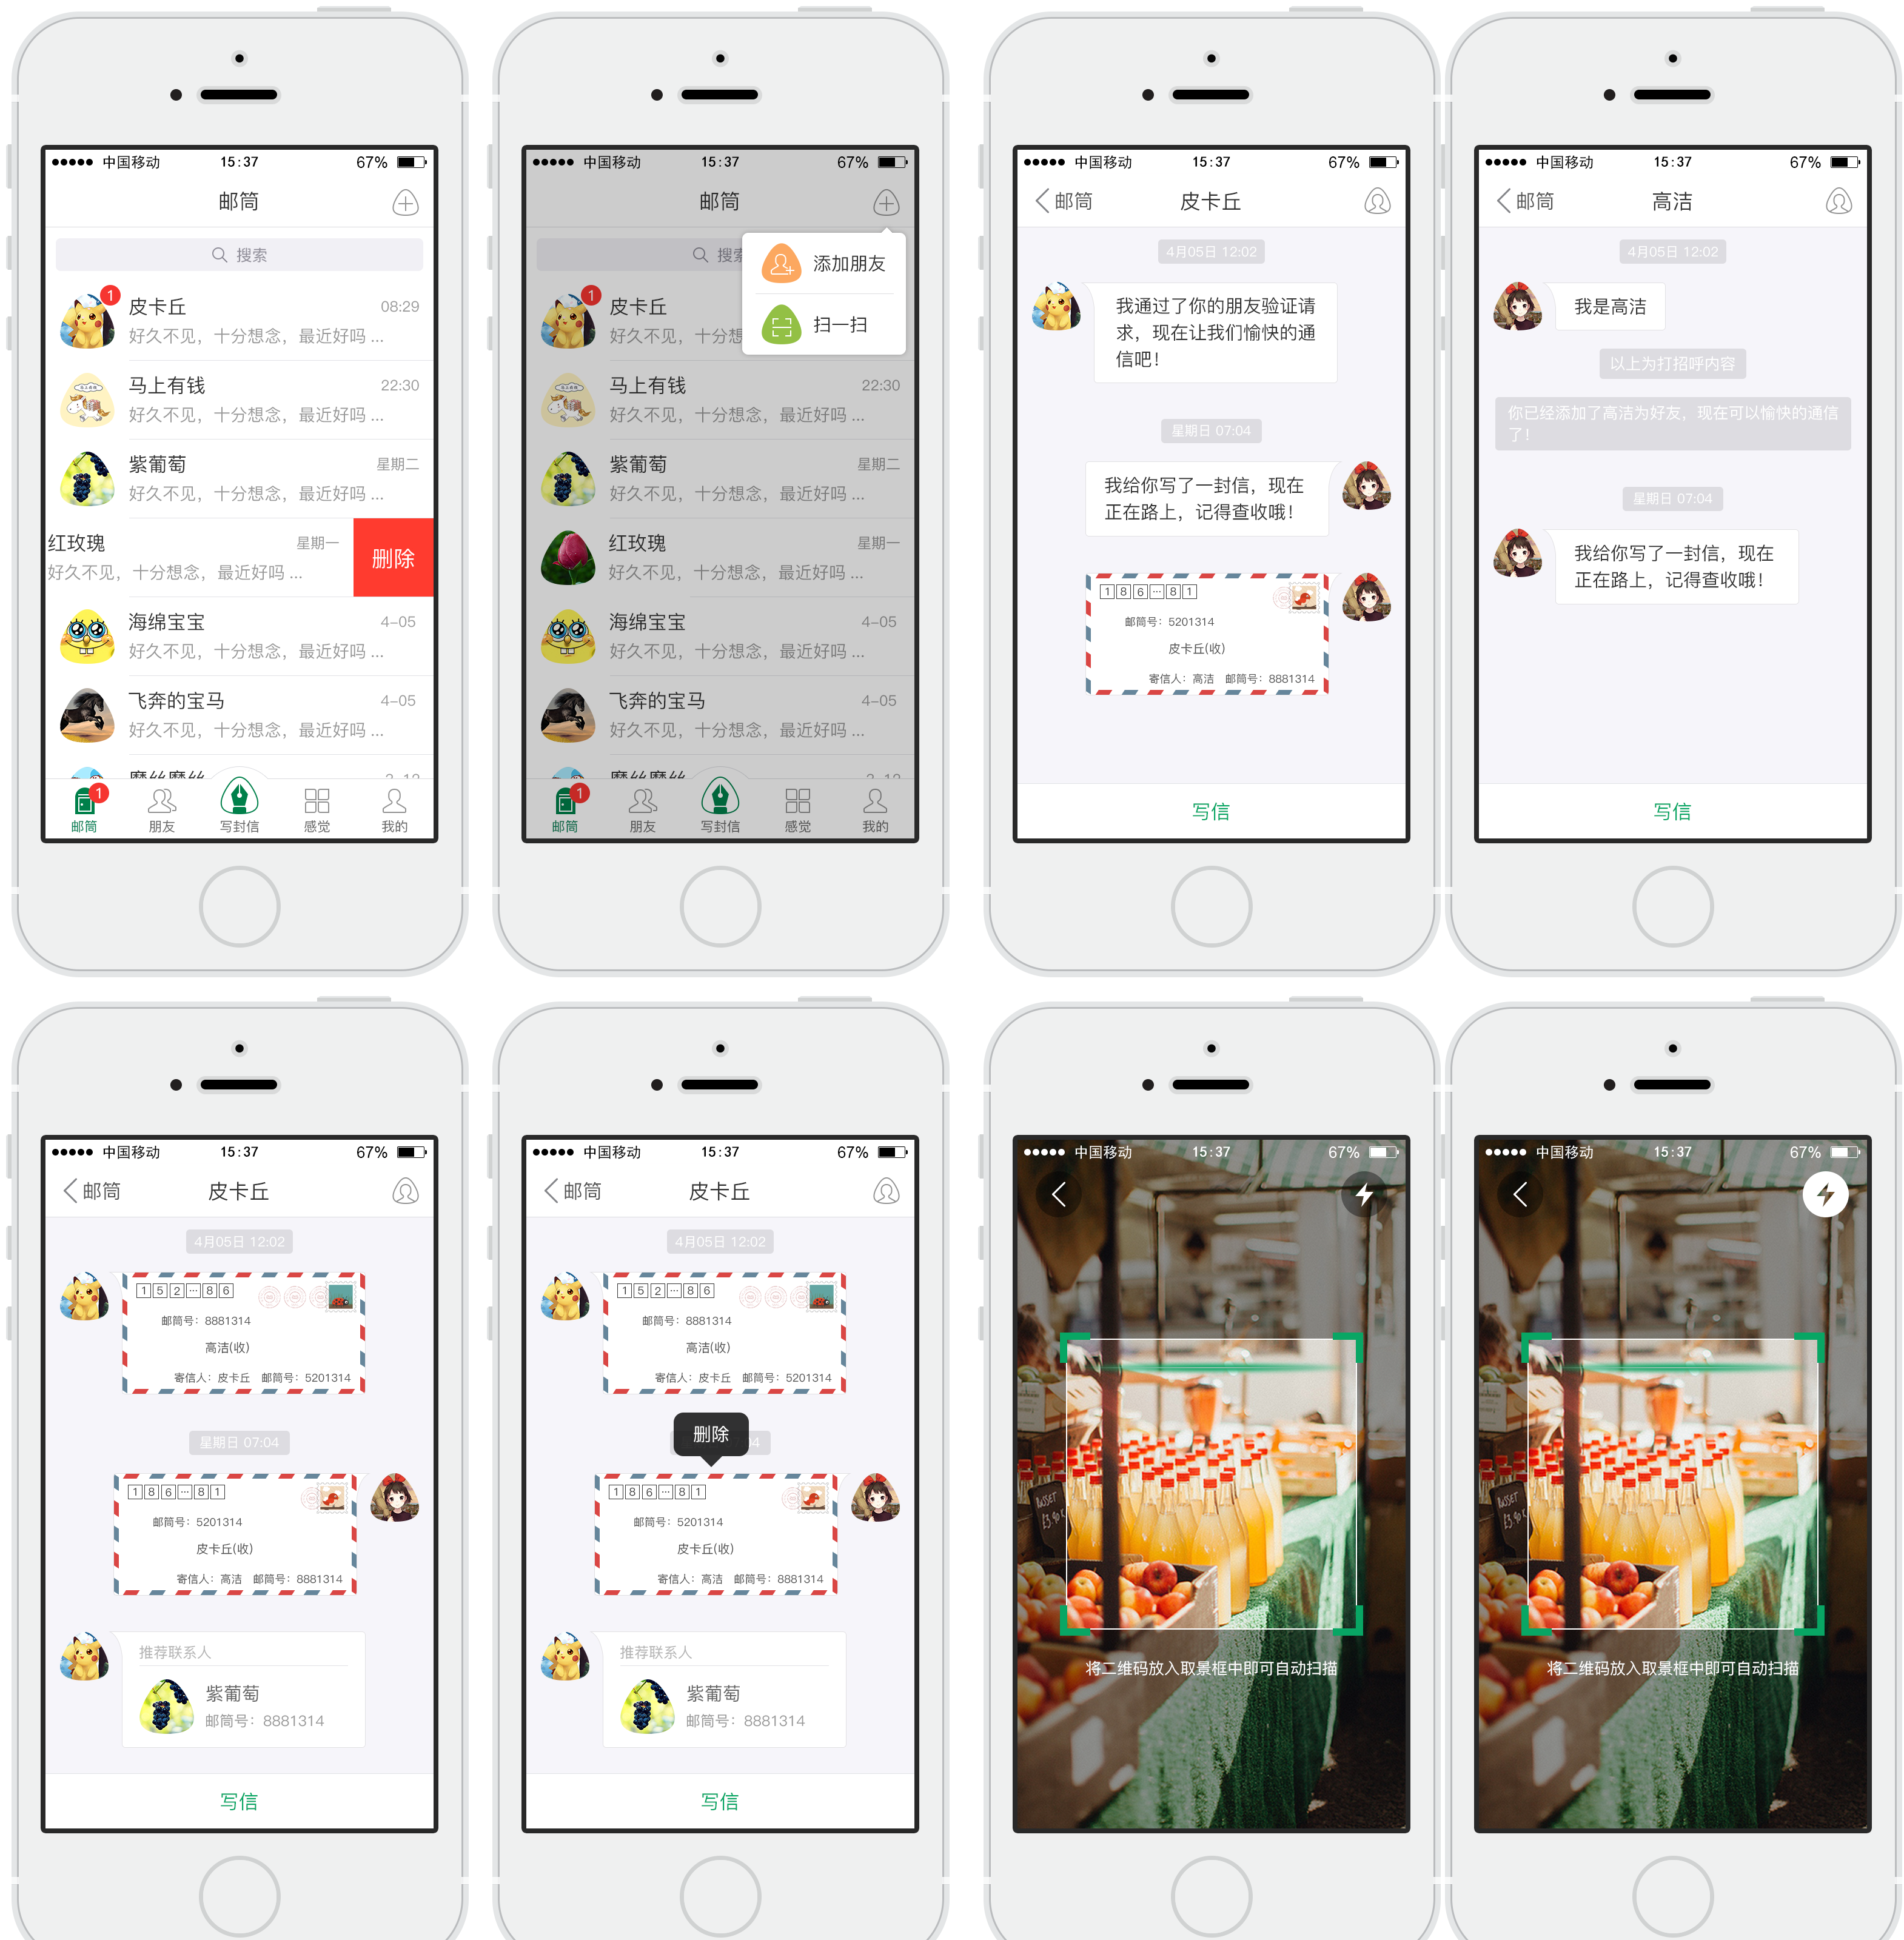 中国移动 15:37 67%
邮筒
搜索
1
皮卡丘 08:29
好久不见，十分想念，最近好吗 ...
马上有钱 22:30
好久不见，十分想念，最近好吗 ...
紫葡萄 星期二
好久不见，十分想念，最近好吗 ...
红玫瑰 星期一
好久不见，十分想念，最近好吗 ...
删除
海绵宝宝 4-05
好久不见，十分想念，最近好吗 ...
飞奔的宝马 4-05
好久不见，十分想念，最近好吗 ...
1
邮筒 朋友 写封信 感觉 我的
中国移动 15:37 67%
邮筒
搜索
添加朋友
扫一扫
1
皮卡丘
好久不见，十分想念，最
马上有钱 22:30
好久不见，十分想念，最近好吗 ...
紫葡萄 星期二
好久不见，十分想念，最近好吗 ...
红玫瑰 星期一
好久不见，十分想念，最近好吗 ...
海绵宝宝 4-05
好久不见，十分想念，最近好吗 ...
飞奔的宝马 4-05
好久不见，十分想念，最近好吗 ...
1
邮筒 朋友 写封信 感觉 我的
中国移动 15:37 67%
邮筒 皮卡丘
4月05日 12:02
我通过了你的朋友验证请
求，现在让我们愉快的通
信吧！
星期日 07:04
我给你写了一封信，现在
正在路上，记得查收哦！
186···81
邮筒号：5201314
皮卡丘(收)
寄信人：高洁 邮筒号：8881314
写信
中国移动 15:37 67%
邮筒 高洁
4月05日 12:02
我是高洁
以上为打招呼内容
你已经添加了高洁为好友，现在可以愉快的通信
了！
星期日 07:04
我给你写了一封信，现在
正在路上，记得查收哦！
写信
中国移动 15:37 67%
邮筒 皮卡丘
4月05日 12:02
152···86
邮筒号：8881314
高洁(收)
寄信人：皮卡丘 邮筒号：5201314
星期日 07:04
186···81
邮筒号：5201314
皮卡丘(收)
寄信人：高洁 邮筒号：8881314
推荐联系人
紫葡萄
邮筒号：8881314
写信
中国移动 15:37 67%
邮筒 皮卡丘
4月05日 12:02
152···86
邮筒号：8881314
高洁(收)
寄信人：皮卡丘 邮筒号：5201314
删除
04
186···81
邮筒号：5201314
皮卡丘(收)
寄信人：高洁 邮筒号：8881314
推荐联系人
紫葡萄
邮筒号：8881314
写信
中国移动 15:37 67%
将二维码放入取景框中即可自动扫描
中国移动 15:37 67%
将二维码放入取景框中即可自动扫描